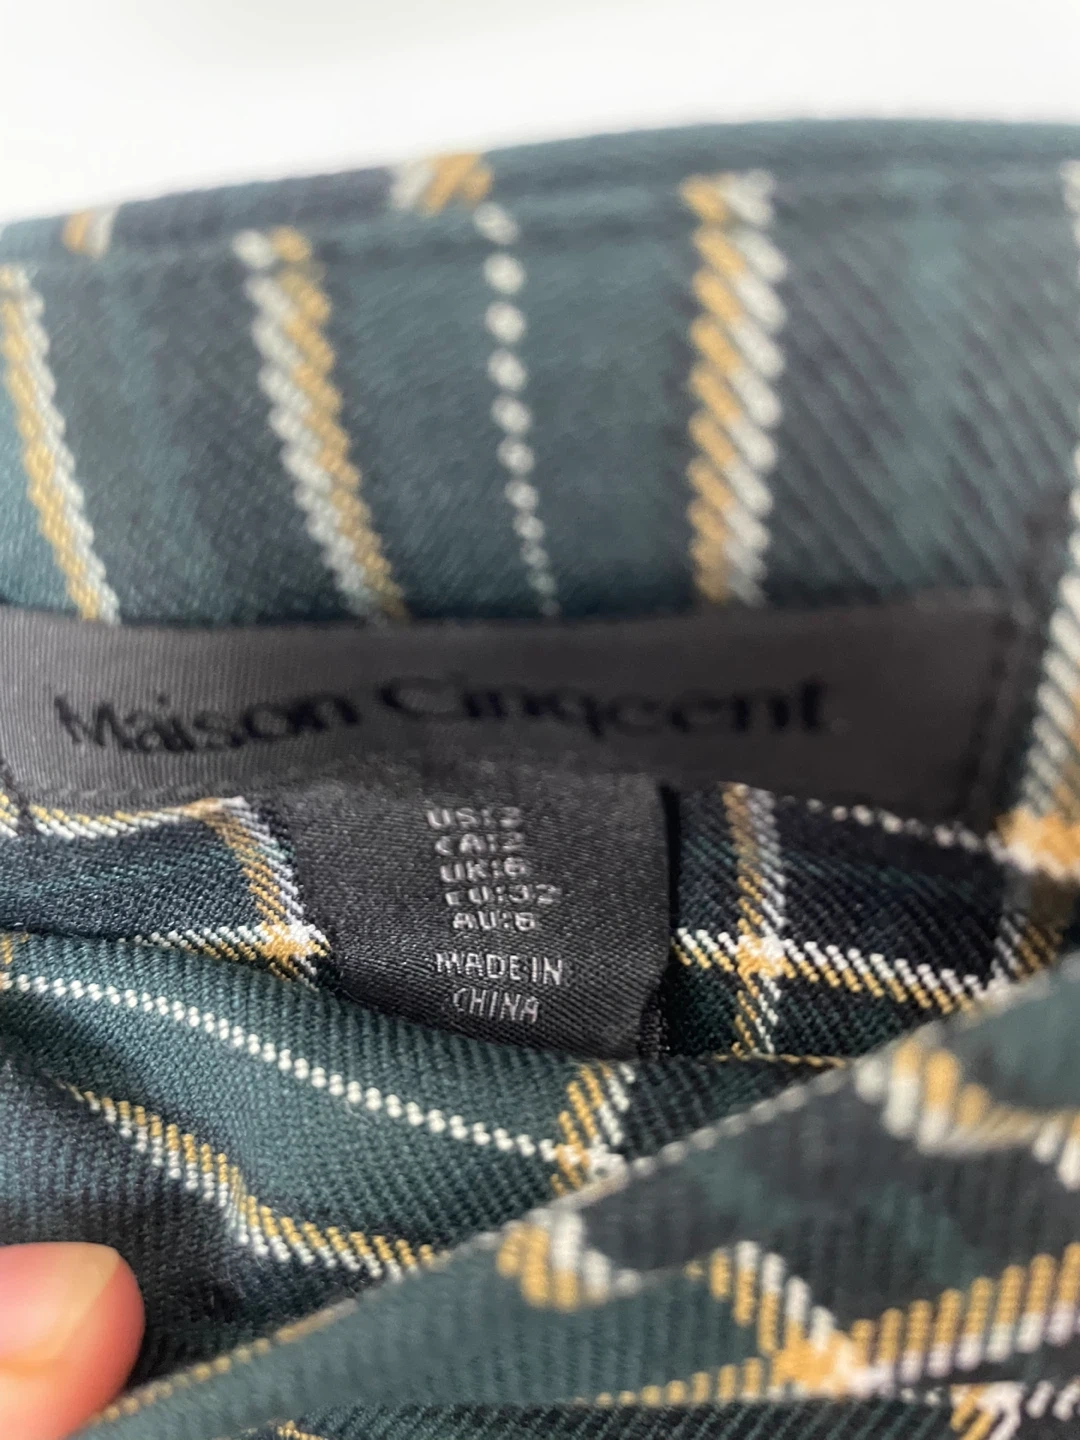 Maison Cinqcent
US:2
CA:2
UK:6
EU:32
AU:6
MADE IN
CHINA